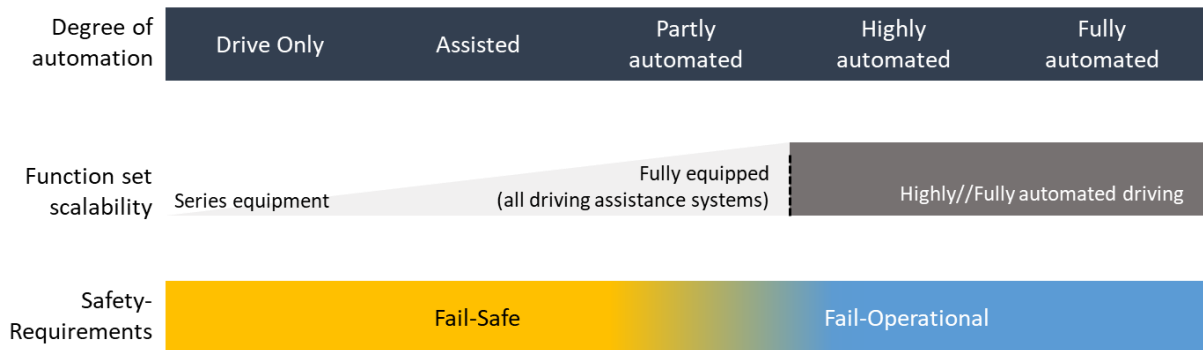 Degree of
automation
Drive Only
Assisted
Partly
automated
Highly
automated
Fully
automated
Function set
scalability
Series equipment
Fully equipped
(all driving assistance systems)
Highly//Fully automated driving
Safety-
Requirements
Fail-Safe
Fail-Operational